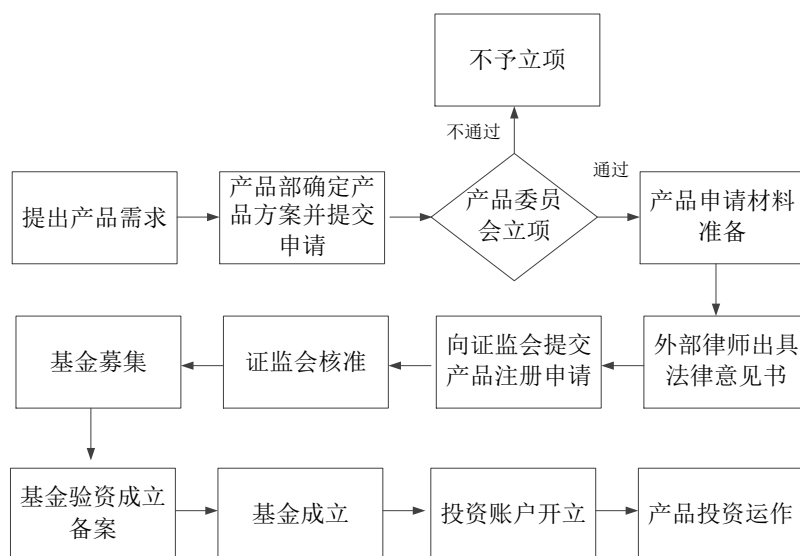 不予立项
不通过
提出产品需求
产品部确定产
品方案并提交
申请
产品委员
会立项
通过
产品申请材料
准备
基金募集
证监会核准
向证监会提交
产品注册申请
外部律师出具
法律意见书
基金验资成立
备案
基金成立
投资账户开立
产品投资运作